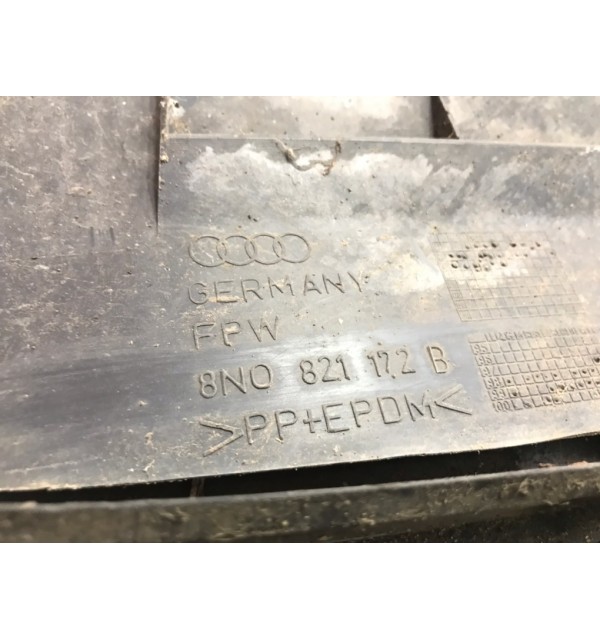 GERMANY
FPW
8N0 821 172 B
>PP+EPDM<